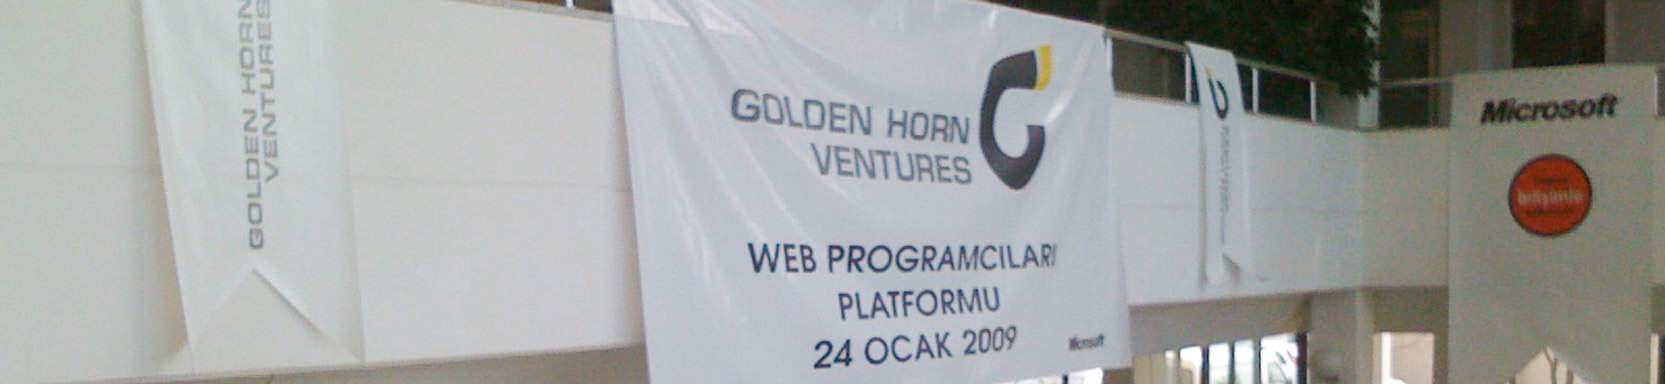 GOLDEN HORN
VENTURES
GOLDEN HORN
VENTURES
WEB PROGRAMCILARI
PLATFORMU
24 OCAK 2009
Microsoft
Microsoft